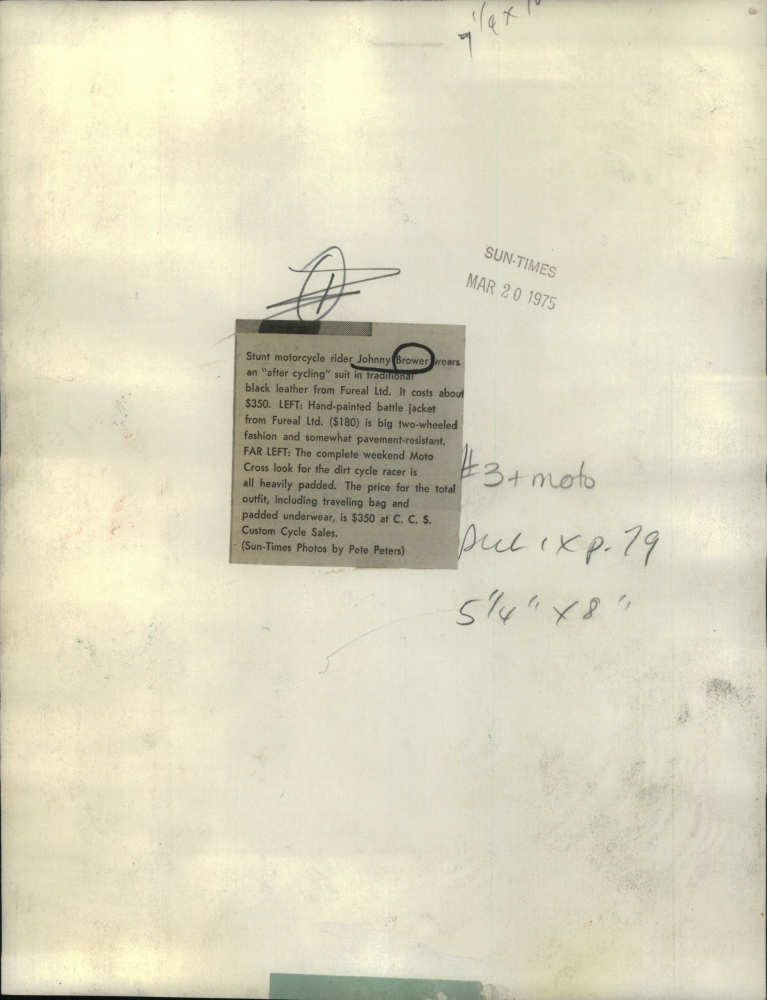 SUN-TIMES
MAR 20 1975
Stunt motorcycle rider Johnny Brower wears
an "after cycling" suit in traditional
black leather from Fureal Ltd. It costs about
$350. LEFT: Hand-painted battle jacket
from Fureal Ltd. ($180) is big two-wheeled
fashion and somewhat pavement-resistant.
FAR LEFT: The complete weekend Moto
Cross look for the dirt cycle racer is
all heavily padded. The price for the total
outfit, including traveling bag and
padded underwear, is $350 at C. C. S.
Custom Cycle Sales.
(Sun-Times Photos by Pete Peters)
#3 + moto
p. 79
5 1/4" x 8"